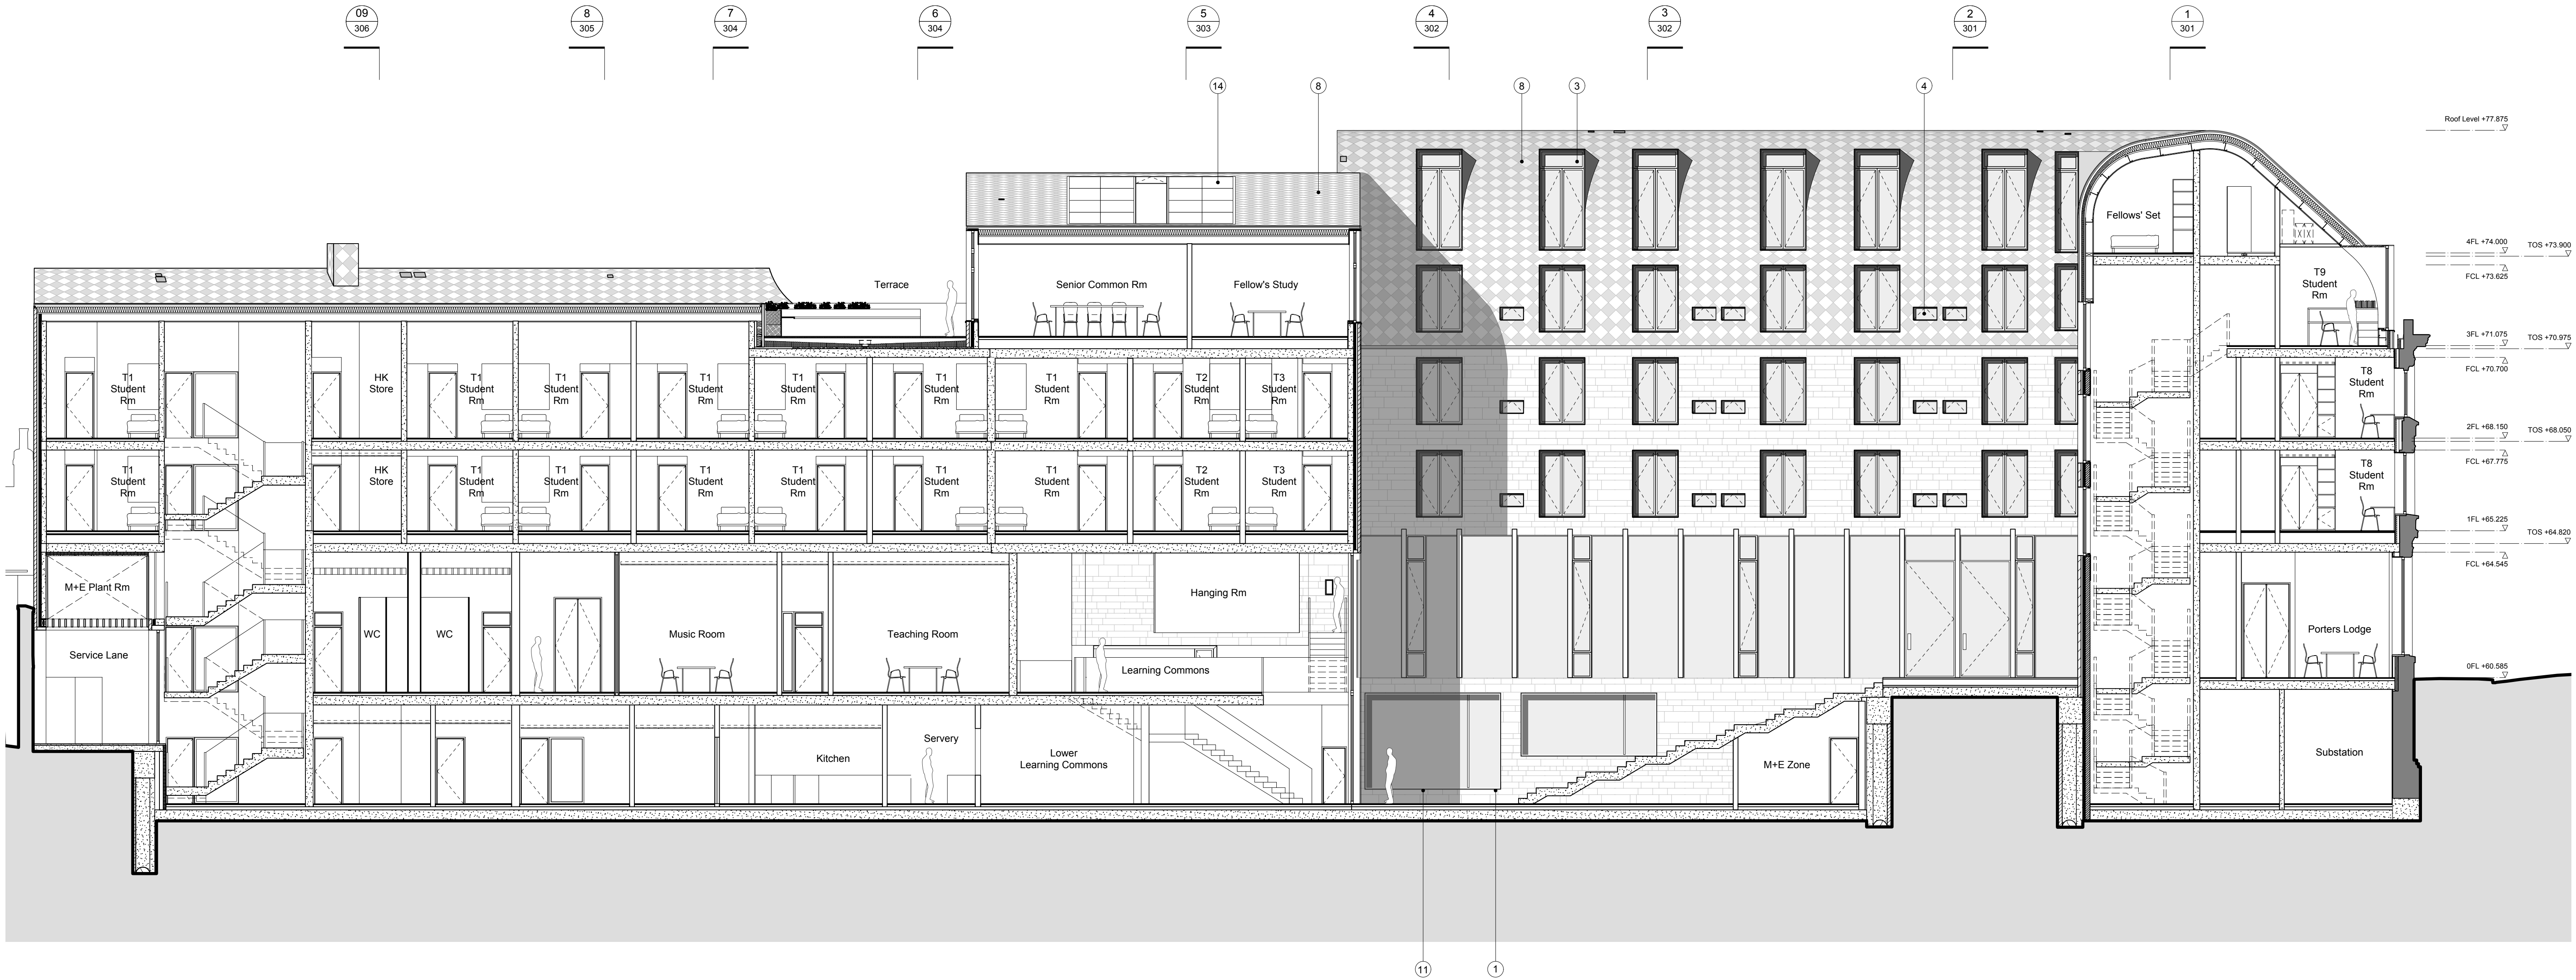 09
306
8
305
7
304
6
304
5
303
4
302
3
302
2
301
1
301
14
8
8
3
4
Roof Level +77.875
Fellows' Set
4FL +74.000
TOS +73.900
FCL +73.625
Terrace
Senior Common Rm
Fellow's Study
T9
Student
Rm
3FL +71.075
TOS +70.975
FCL +70.700
T1
Student
Rm
HK
Store
T1
Student
Rm
T1
Student
Rm
T1
Student
Rm
T1
Student
Rm
T1
Student
Rm
T1
Student
Rm
T2
Student
Rm
T3
Student
Rm
T8
Student
Rm
2FL +68.150
TOS +68.050
FCL +67.775
T1
Student
Rm
HK
Store
T1
Student
Rm
T1
Student
Rm
T1
Student
Rm
T1
Student
Rm
T1
Student
Rm
T1
Student
Rm
T2
Student
Rm
T3
Student
Rm
T8
Student
Rm
1FL +65.225
TOS +64.820
FCL +64.545
M+E Plant Rm
Hanging Rm
Service Lane
WC
WC
Music Room
Teaching Room
Learning Commons
Porters Lodge
0FL +60.585
Kitchen
Servery
Lower
Learning Commons
M+E Zone
Substation
11
1